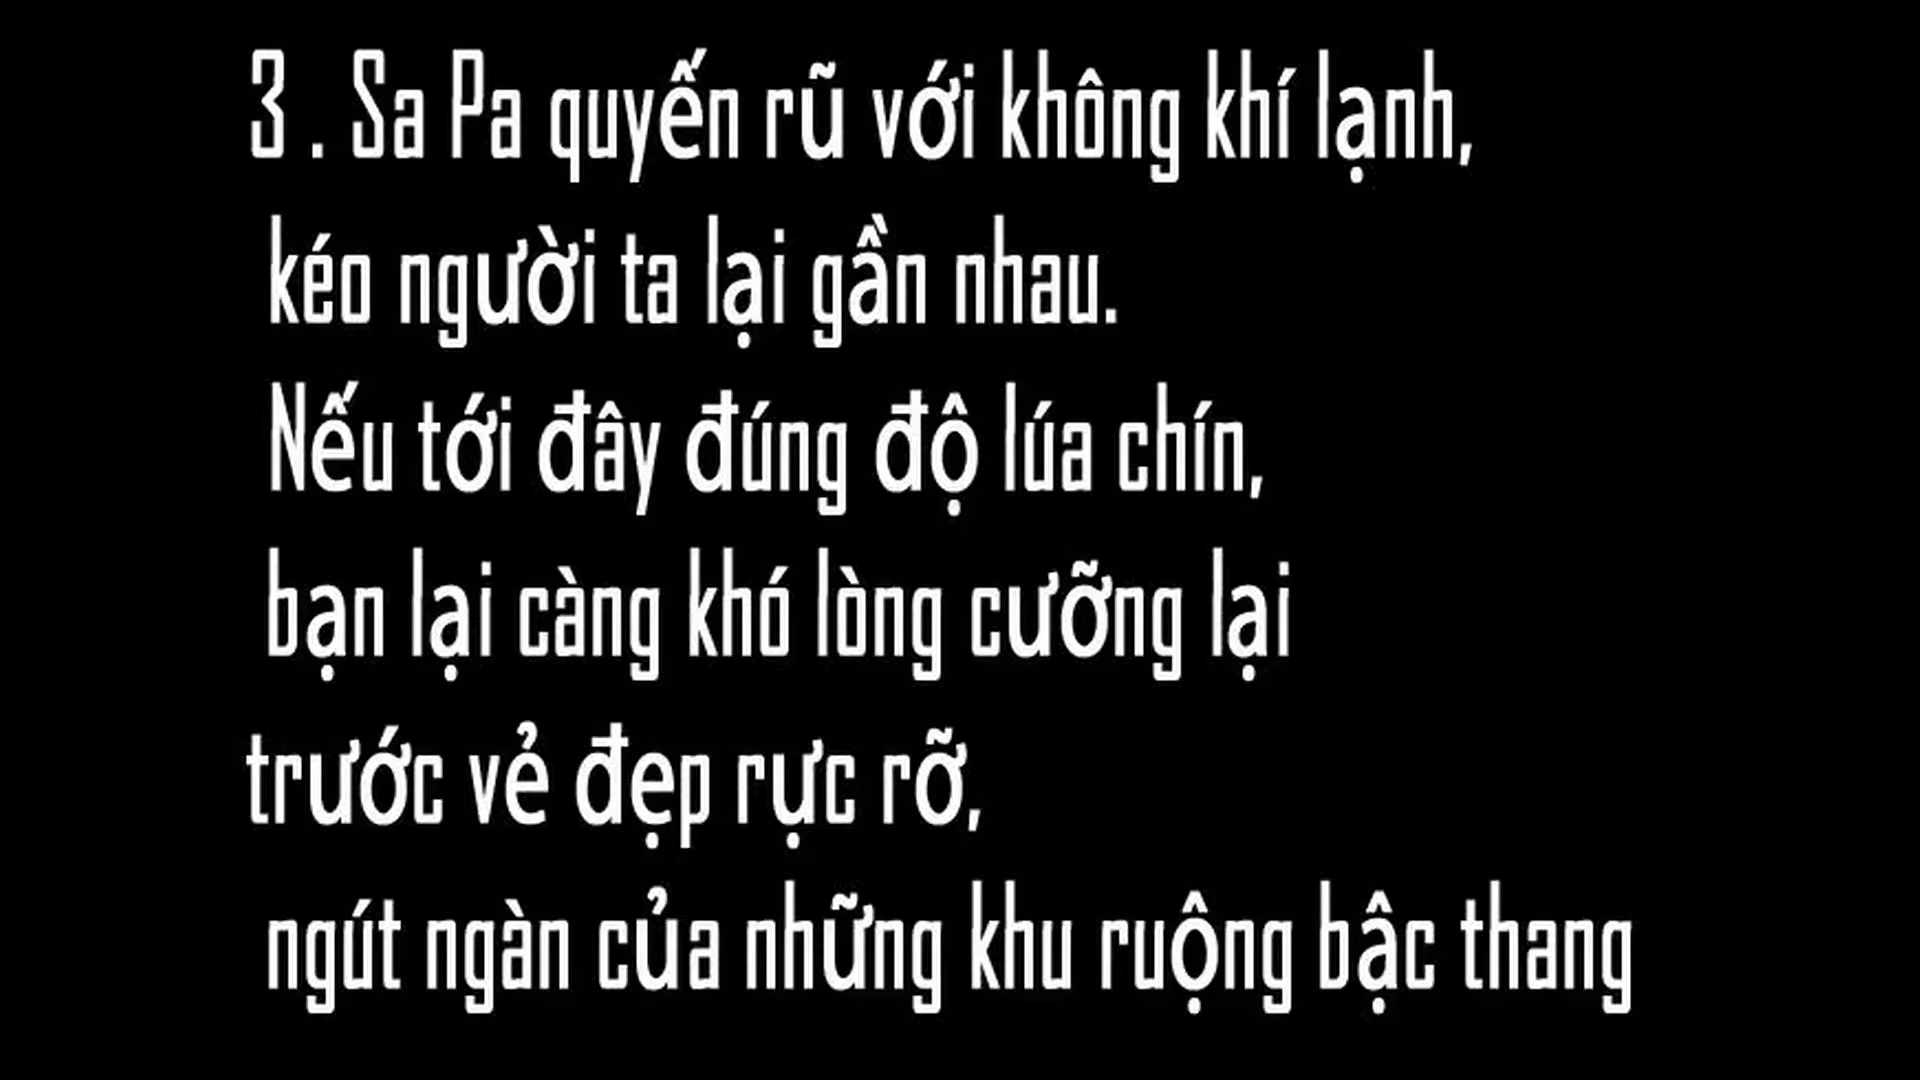 3 . Sa Pa quyến rũ với không khí lạnh,
kéo người ta lại gần nhau.
Nếu tới đây đúng độ lúa chín,
bạn lại càng khó lòng cưỡng lại
trước vẻ đẹp rực rỡ,
ngút ngàn của những khu ruộng bậc thang